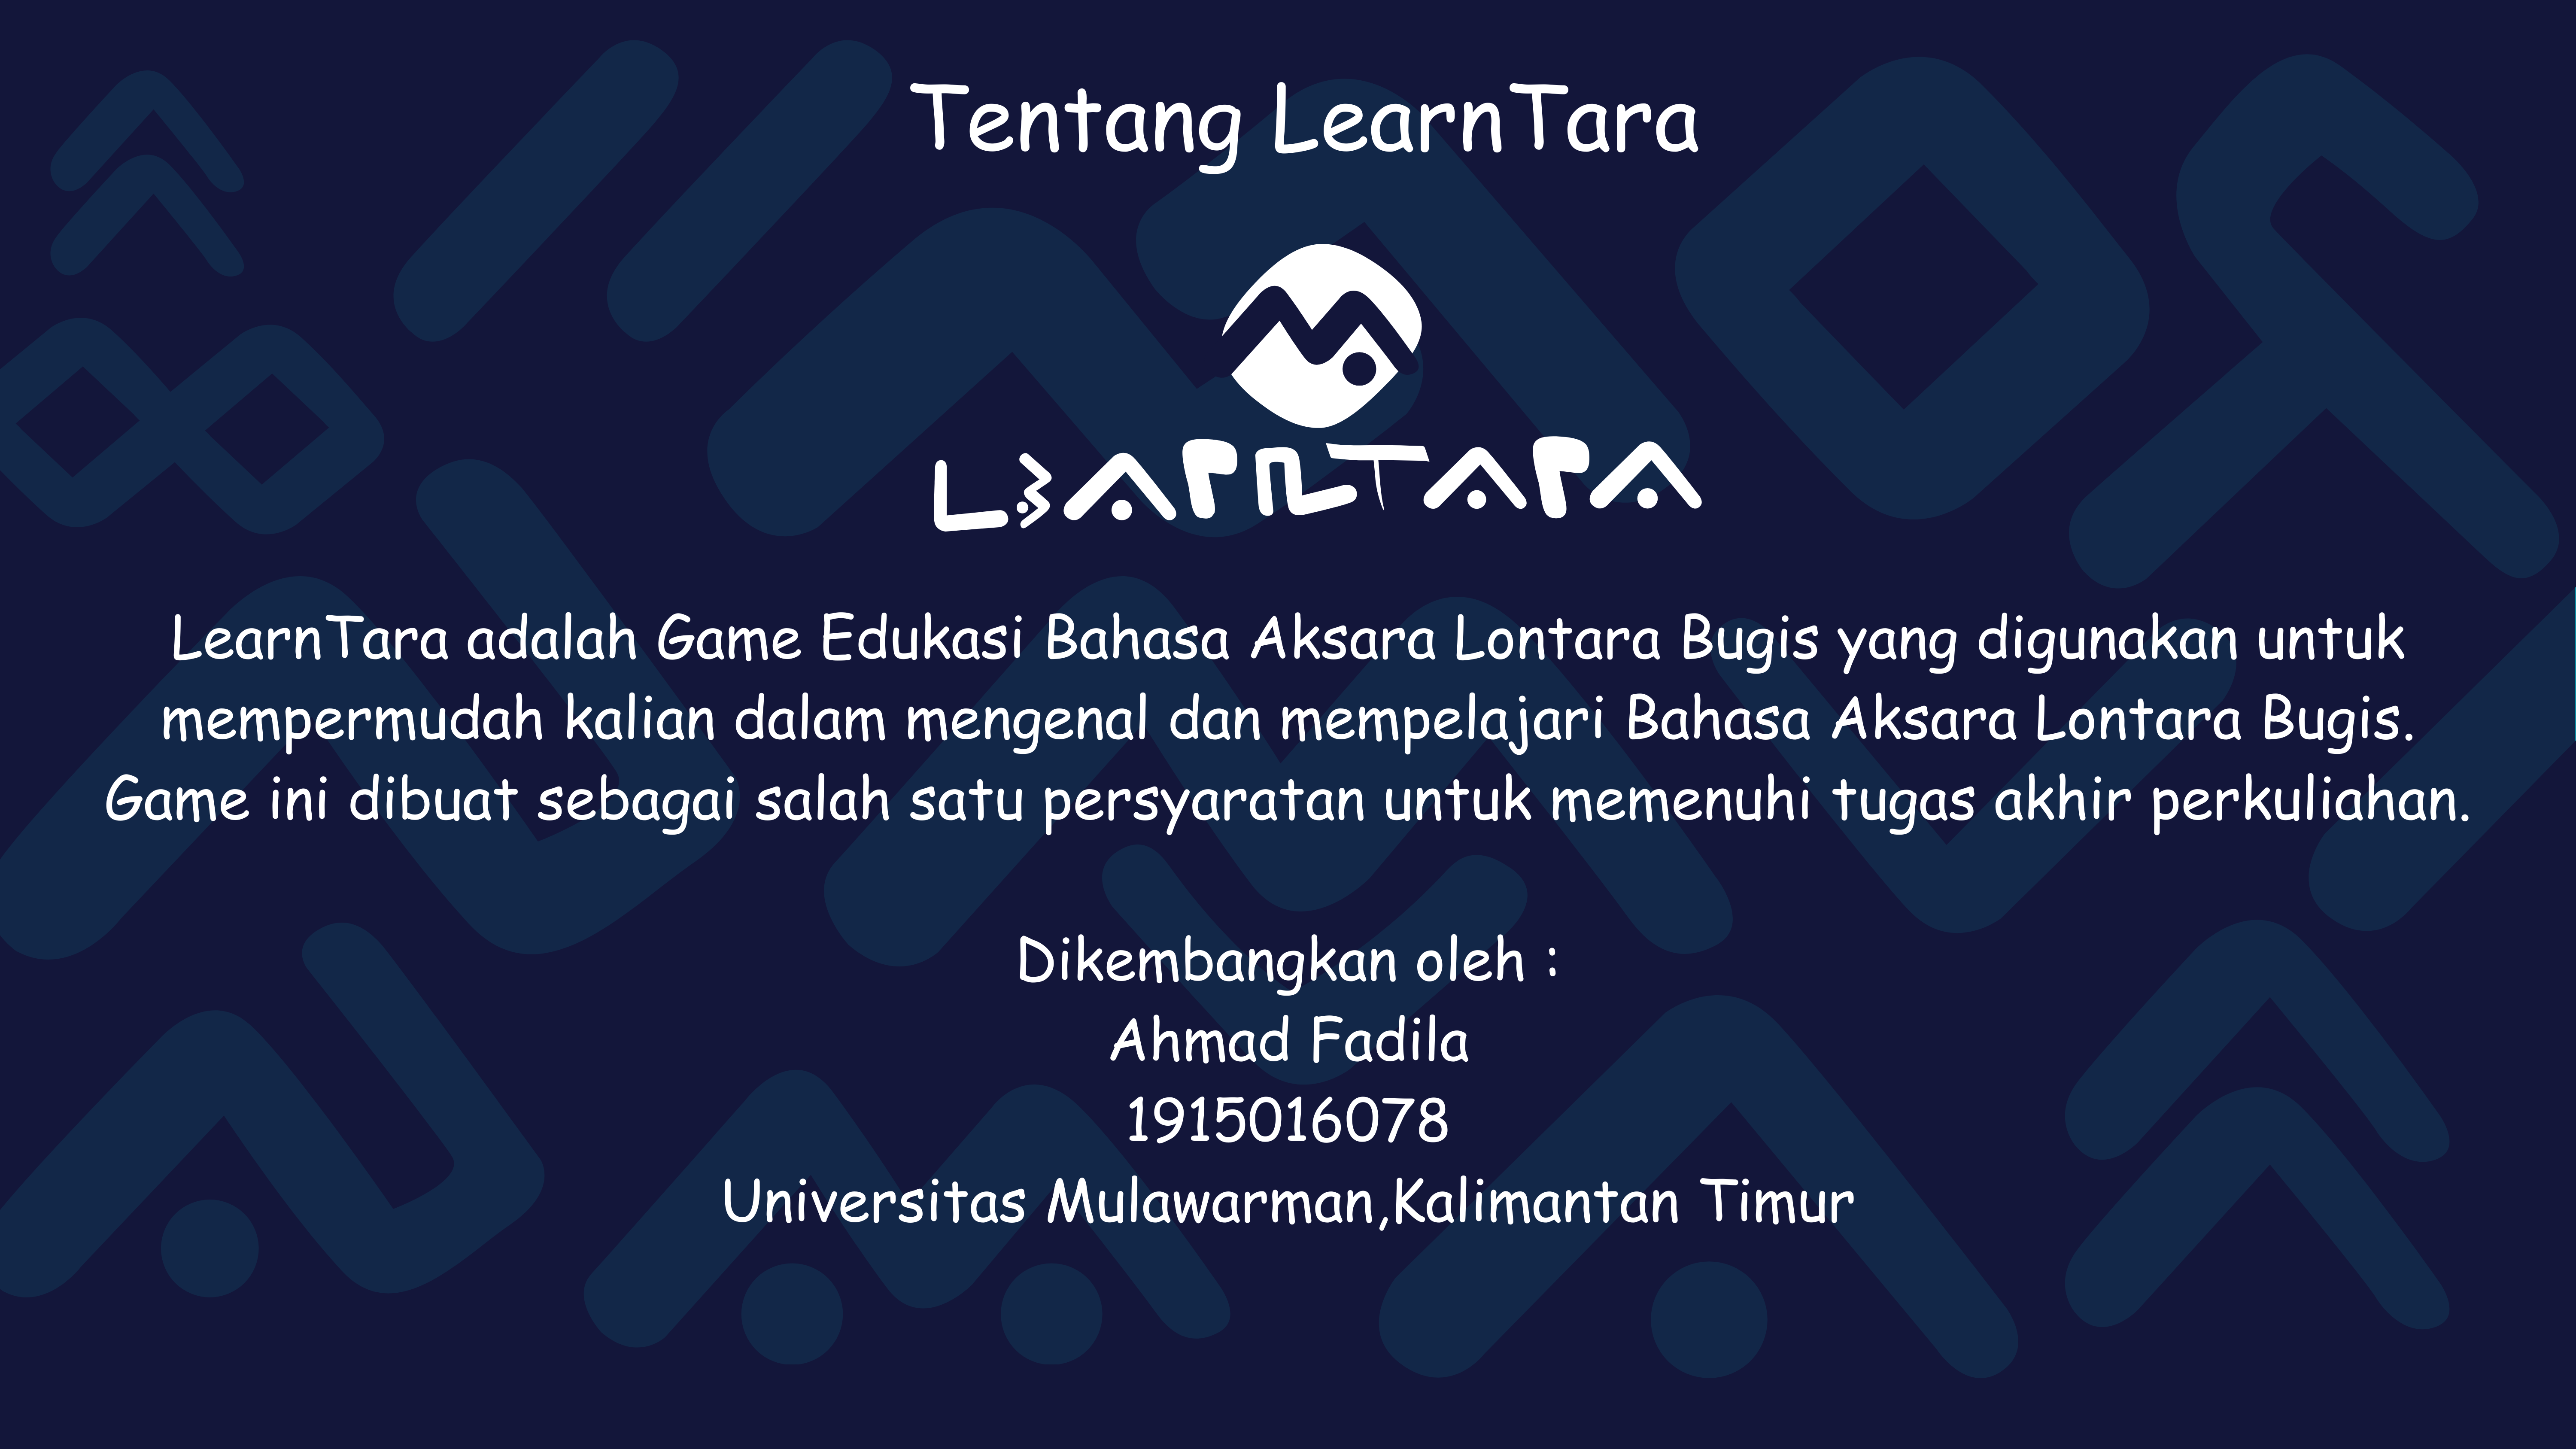 Tentang LearnTara
LEARNTARA
LearnTara adalah Game Edukasi Bahasa Aksara Lontara Bugis yang digunakan untuk
mempermudah kalian dalam mengenal dan mempelajari Bahasa Aksara Lontara Bugis.
Game ini dibuat sebagai salah satu persyaratan untuk memenuhi tugas akhir perkuliahan.
Dikembangkan oleh :
Ahmad Fadila
1915016078
Universitas Mulawarman,Kalimantan Timur